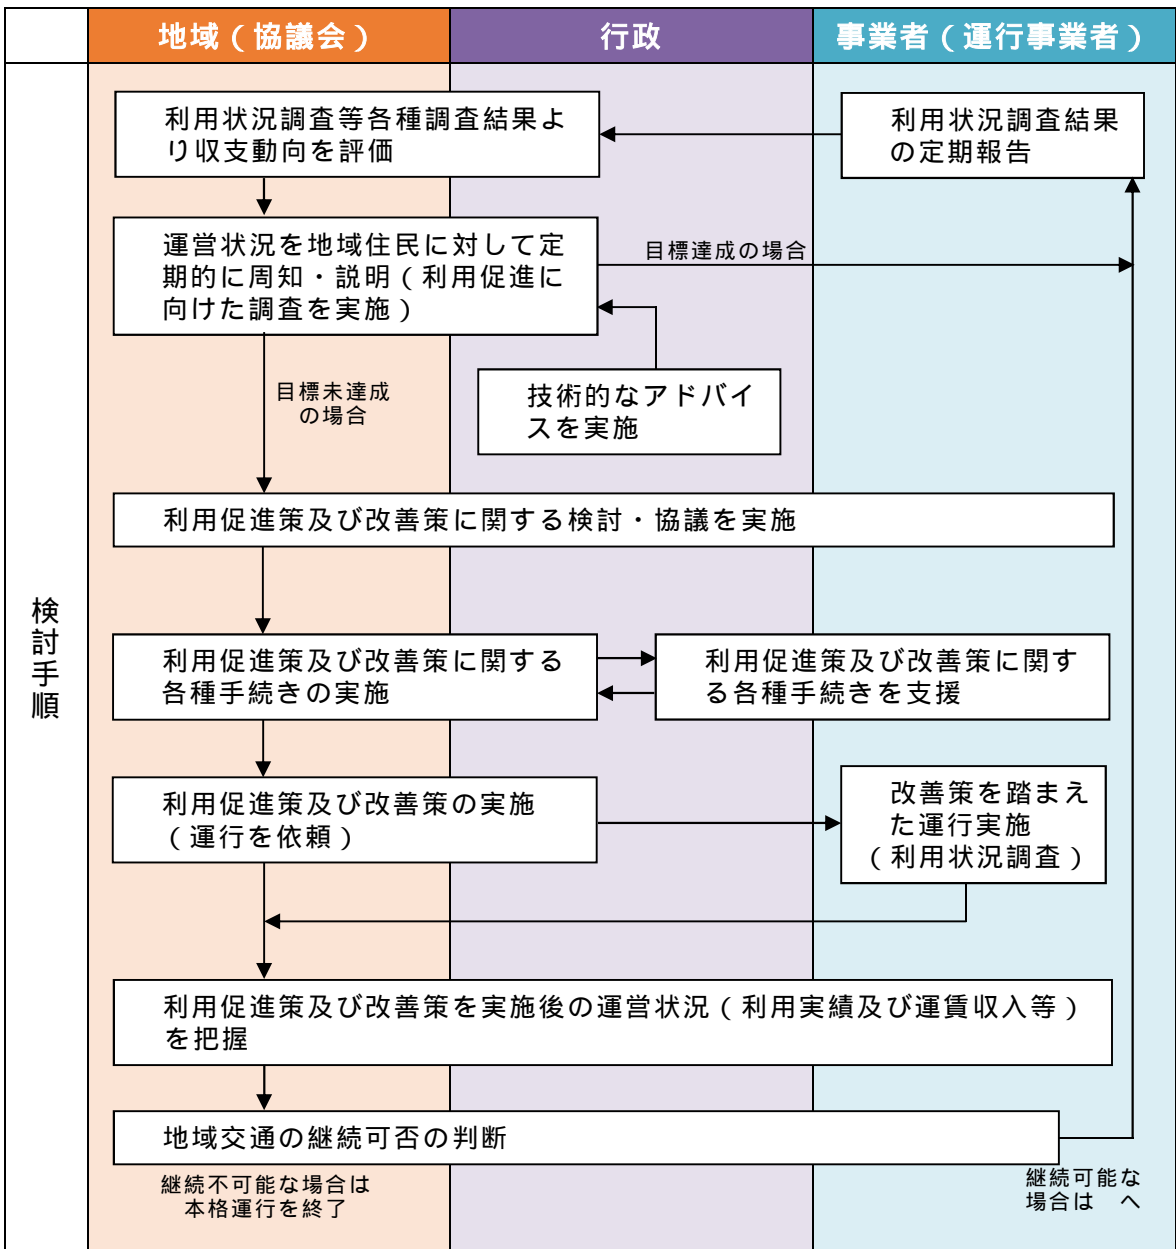 地域（協議会）
行政
事業者（運行事業者）
検討手順
利用状況調査等各種調査結果よ
り収支動向を評価
利用状況調査結果
の定期報告
運営状況を地域住民に対して定
期的に周知・説明（利用促進に
向けた調査を実施）
目標達成の場合
目標未達成
の場合
技術的なアドバイ
スを実施
利用促進策及び改善策に関する検討・協議を実施
利用促進策及び改善策に関する
各種手続きの実施
利用促進策及び改善策に関す
る各種手続きを支援
利用促進策及び改善策の実施
（運行を依頼）
改善策を踏まえ
た運行実施
（利用状況調査）
利用促進策及び改善策を実施後の運営状況（利用実績及び運賃収入等）
を把握
地域交通の継続可否の判断
継続不可能な場合は
本格運行を終了
継続可能な
場合は　へ